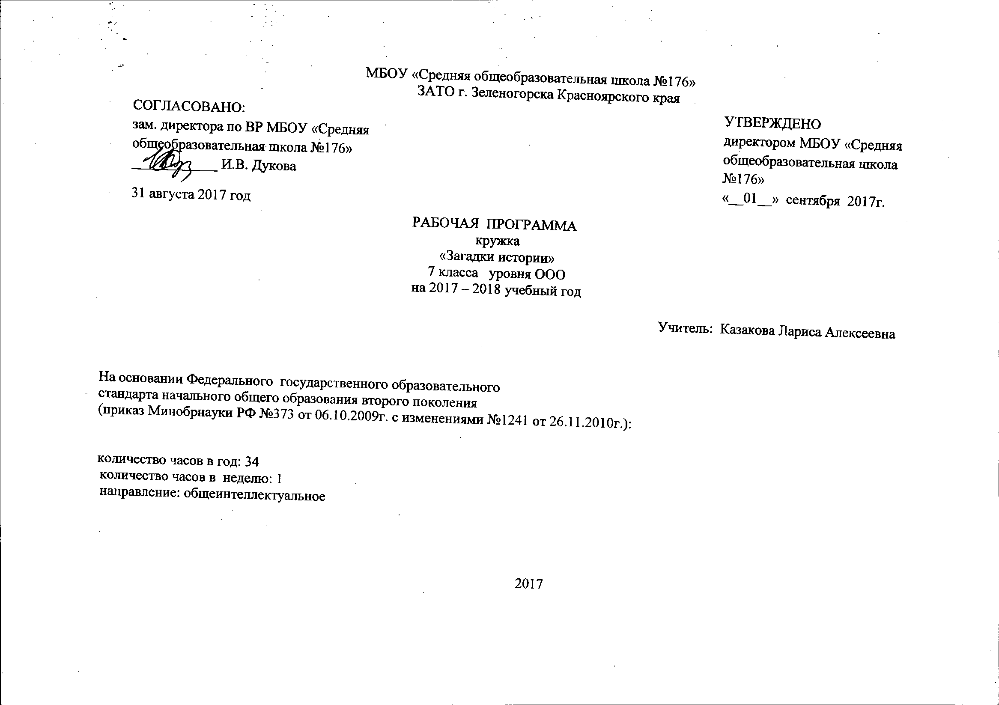 МБОУ «Средняя общеобразовательная школа №176»
ЗАТО г. Зеленогорска Красноярского края
СОГЛАСОВАНО:
зам. директора по ВР МБОУ «Средняя
общеобразовательная школа №176»
____________ И.В. Дукова
31 августа 2017 год
УТВЕРЖДЕНО
директором МБОУ «Средняя
общеобразовательная школа
№176»
«__01__» сентября 2017г.
РАБОЧАЯ ПРОГРАММА
кружка
«Загадки истории»
7 класса уровня ООО
на 2017 – 2018 учебный год
Учитель: Казакова Лариса Алексеевна
На основании Федерального государственного образовательного
стандарта начального общего образования второго поколения
(приказ Минобрнауки РФ №373 от 06.10.2009г. с изменениями №1241 от 26.11.2010г.):
количество часов в год: 34
количество часов в неделю: 1
направление: общеинтеллектуальное
2017